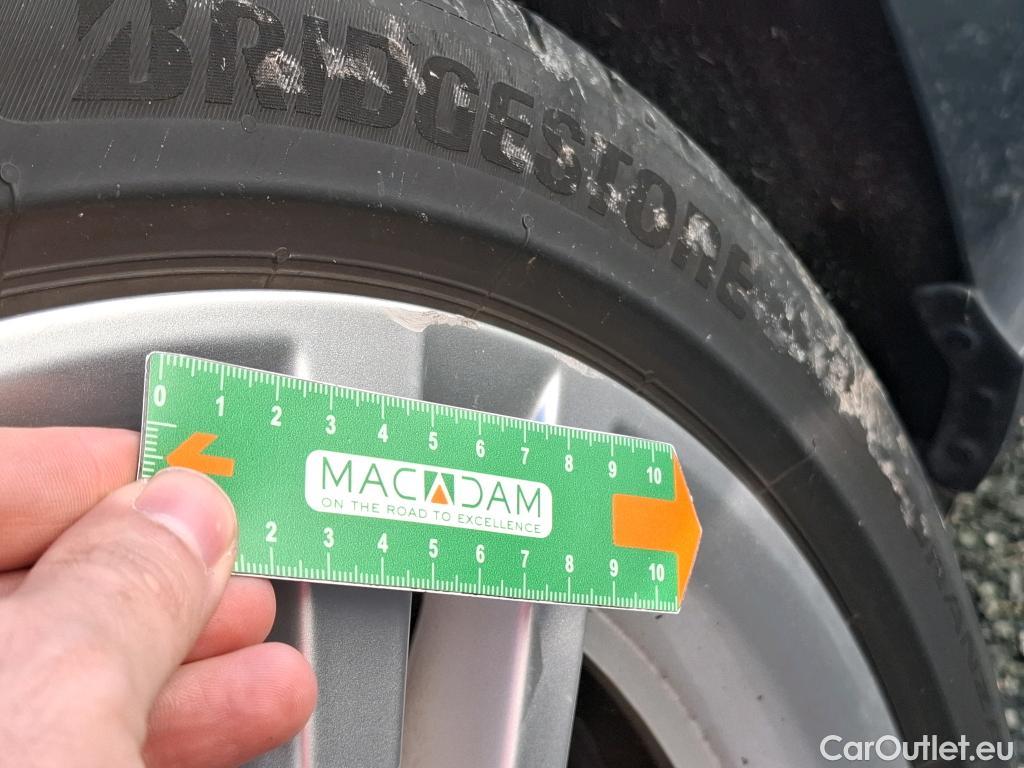 BRIDGESTONE
0 1 2 3 4 5 6 7 8 9 10
MACADAM
ON THE ROAD TO EXCELLENCE
2 3 4 5 6 7 8 9 10
CarOutlet.eu